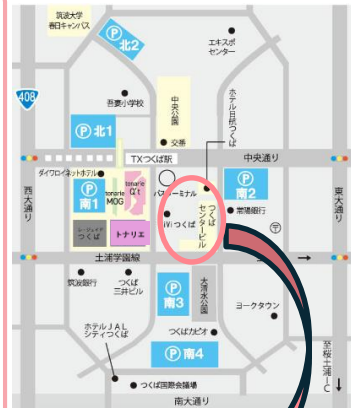 筑波大学
春日キャンパス
P北2
エキスポ
センター
408
吾妻小学校
中央公園
ホテル日航つくば
P北1
交番
TXつくば駅
中央通り
ダイワロイネットホテル
P南1
tonarie
MOG
tonarie
Q't
バスターミナル
P南2
西大通り
東大通り
つくば
トナリエ
iViつくば
つくば
センタービル
常陽銀行
〒
土浦学園線
筑波銀行
つくば
三井ビル
P南3
大清水公園
ヨークタウン
ホテルJAL
シティつくば
つくばカピオ
P南4
至桜土浦IC
つくば国際会議場
南大通り